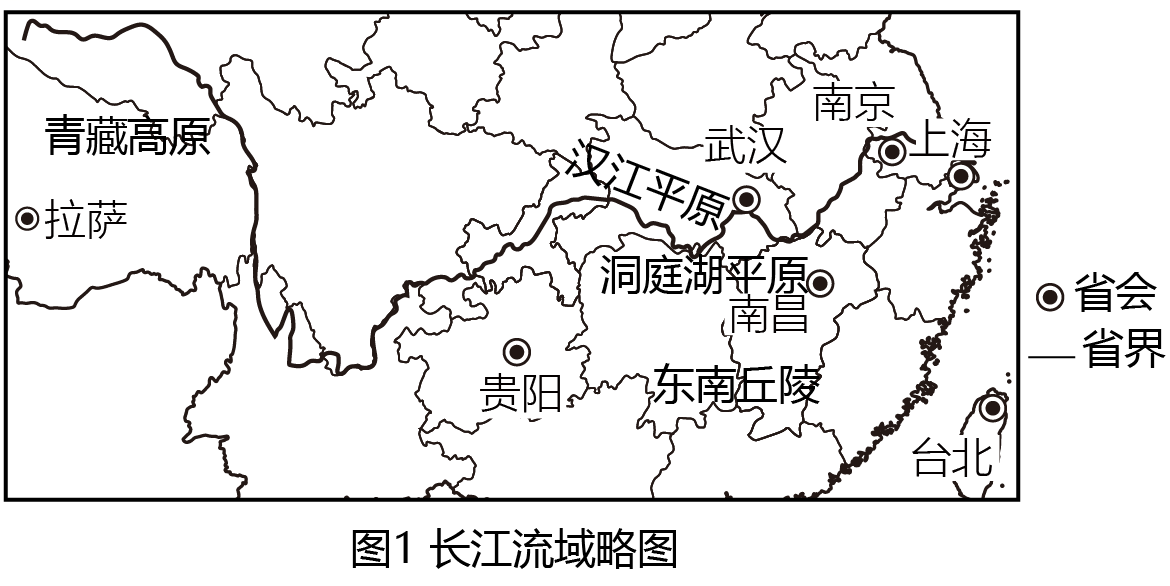 南京
上海
武汉
青藏高原
汉江平原
拉萨
洞庭湖平原
南昌
省会
省界
贵阳
东南丘陵
台北
图1 长江流域略图